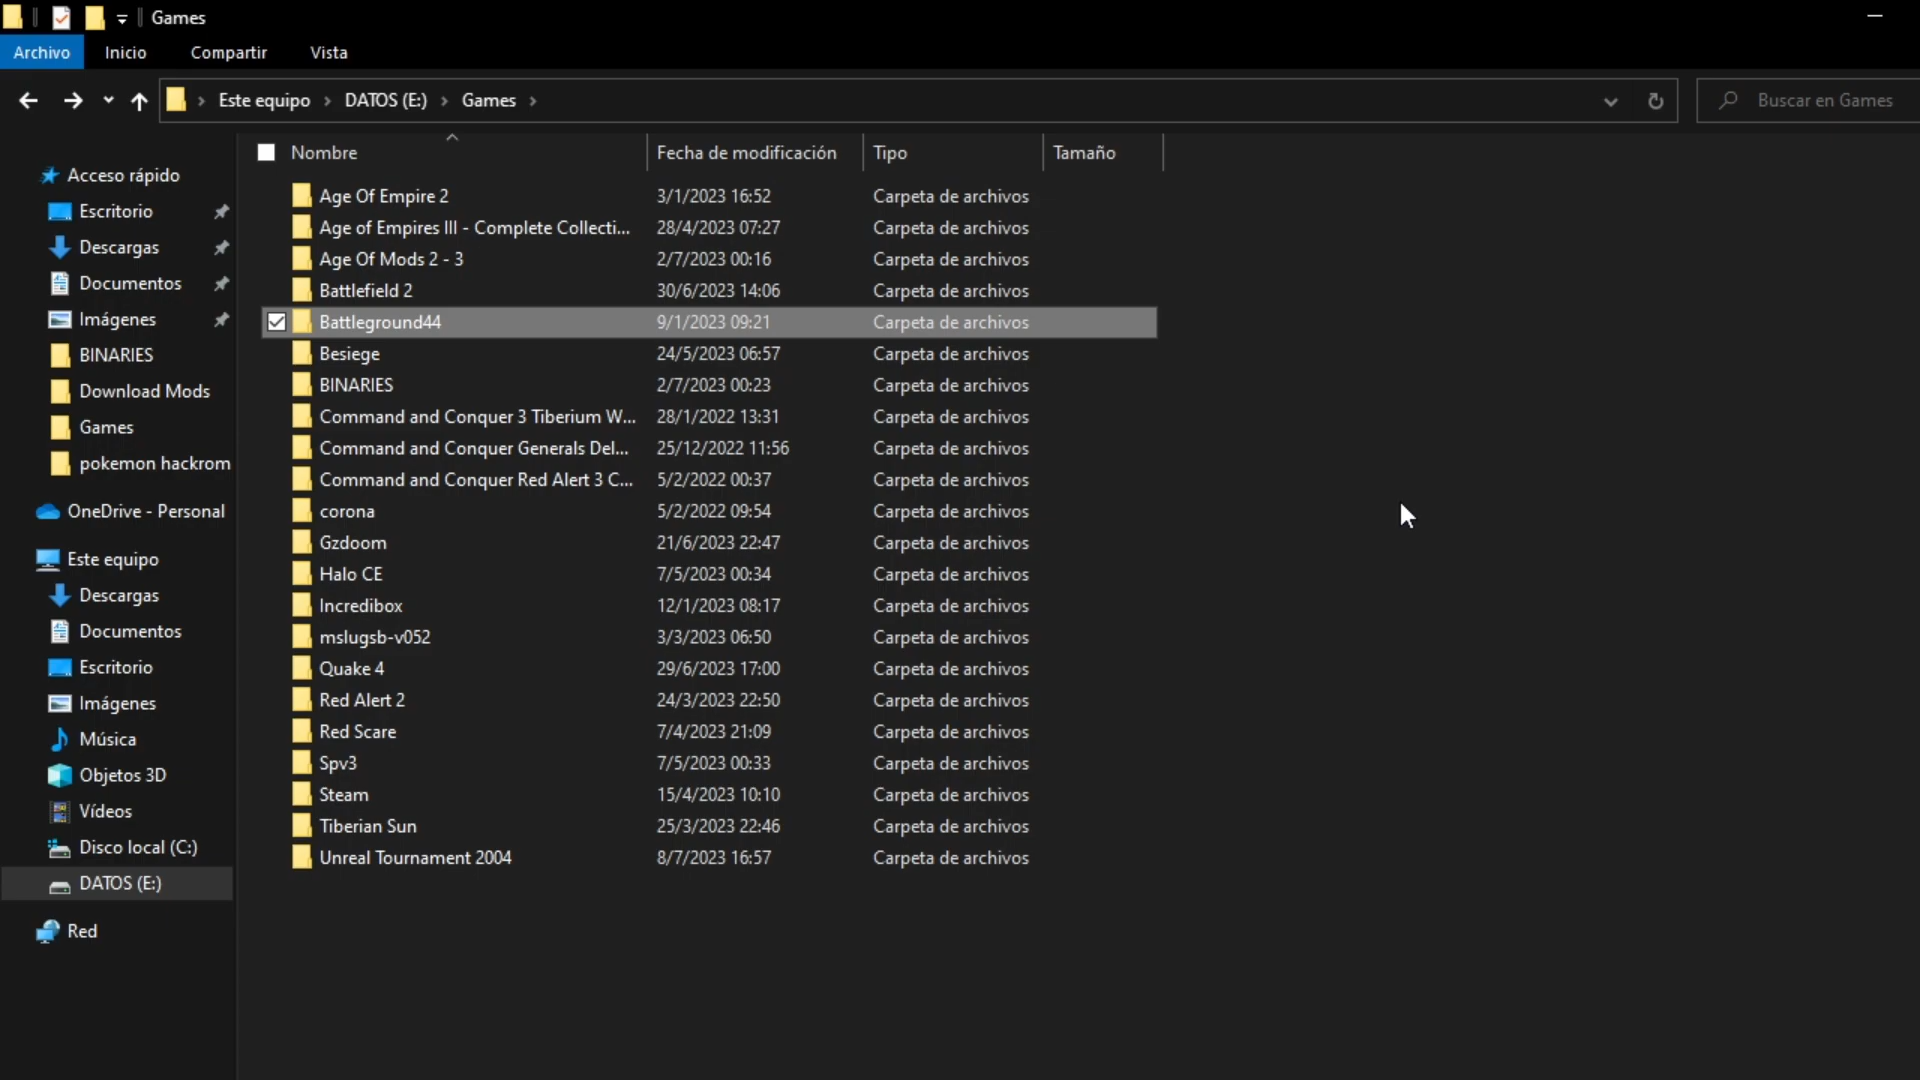 Games
Archivo Inicio Compartir Vista
Este equipo DATOS (E:) Games Buscar en Games
Nombre Fecha de modificación Tipo Tamaño
Acceso rápido
Escritorio
Descargas
Documentos
Imágenes
BINARIES
Download Mods
Games
pokemon hackrom
OneDrive - Personal
Este equipo
Descargas
Documentos
Escritorio
Imágenes
Música
Objetos 3D
Vídeos
Disco local (C:)
DATOS (E:)
Red
Age Of Empire 2 3/1/2023 16:52 Carpeta de archivos
Age of Empires III - Complete Collecti... 28/4/2023 07:27 Carpeta de archivos
Age Of Mods 2 - 3 2/7/2023 00:16 Carpeta de archivos
Battlefield 2 30/6/2023 14:06 Carpeta de archivos
Battleground44 9/1/2023 09:21 Carpeta de archivos
Besiege 24/5/2023 06:57 Carpeta de archivos
BINARIES 2/7/2023 00:23 Carpeta de archivos
Command and Conquer 3 Tiberium W... 28/1/2022 13:31 Carpeta de archivos
Command and Conquer Generals Del... 25/12/2022 11:56 Carpeta de archivos
Command and Conquer Red Alert 3 C... 5/2/2022 00:37 Carpeta de archivos
corona 5/2/2022 09:54 Carpeta de archivos
Gzdoom 21/6/2023 22:47 Carpeta de archivos
Halo CE 7/5/2023 00:34 Carpeta de archivos
Incredibox 12/1/2023 08:17 Carpeta de archivos
mslugsb-v052 3/3/2023 06:50 Carpeta de archivos
Quake 4 29/6/2023 17:00 Carpeta de archivos
Red Alert 2 24/3/2023 22:50 Carpeta de archivos
Red Scare 7/4/2023 21:09 Carpeta de archivos
Spv3 7/5/2023 00:33 Carpeta de archivos
Steam 15/4/2023 10:10 Carpeta de archivos
Tiberian Sun 25/3/2023 22:46 Carpeta de archivos
Unreal Tournament 2004 8/7/2023 16:57 Carpeta de archivos